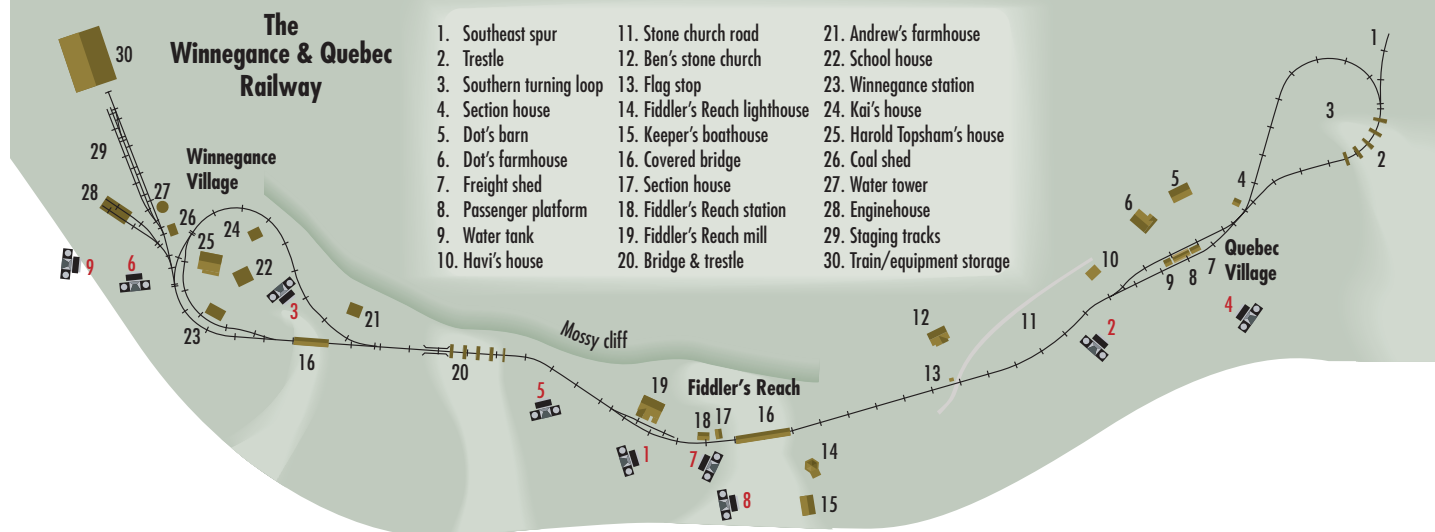 The
Winnegance & Quebec
Railway
1. Southeast spur
2. Trestle
3. Southern turning loop
4. Section house
5. Dot's barn
6. Dot's farmhouse
7. Freight shed
8. Passenger platform
9. Water tank
10. Havi's house
11. Stone church road
12. Ben's stone church
13. Flag stop
14. Fiddler's Reach lighthouse
15. Keeper's boathouse
16. Covered bridge
17. Section house
18. Fiddler's Reach station
19. Fiddler's Reach mill
20. Bridge & trestle
21. Andrew's farmhouse
22. School house
23. Winnegance station
24. Kai's house
25. Harold Topsham's house
26. Coal shed
27. Water tower
28. Enginehouse
29. Staging tracks
30. Train/equipment storage
30
29
Winnegance
Village
28
27
26
25
24
22
9
6
3
23
16
21
20
Mossy cliff
5
19
Fiddler's Reach
18
17
16
1
7
8
14
15
12
13
11
10
2
6
5
4
9
8
7
Quebec
Village
4
3
2
1